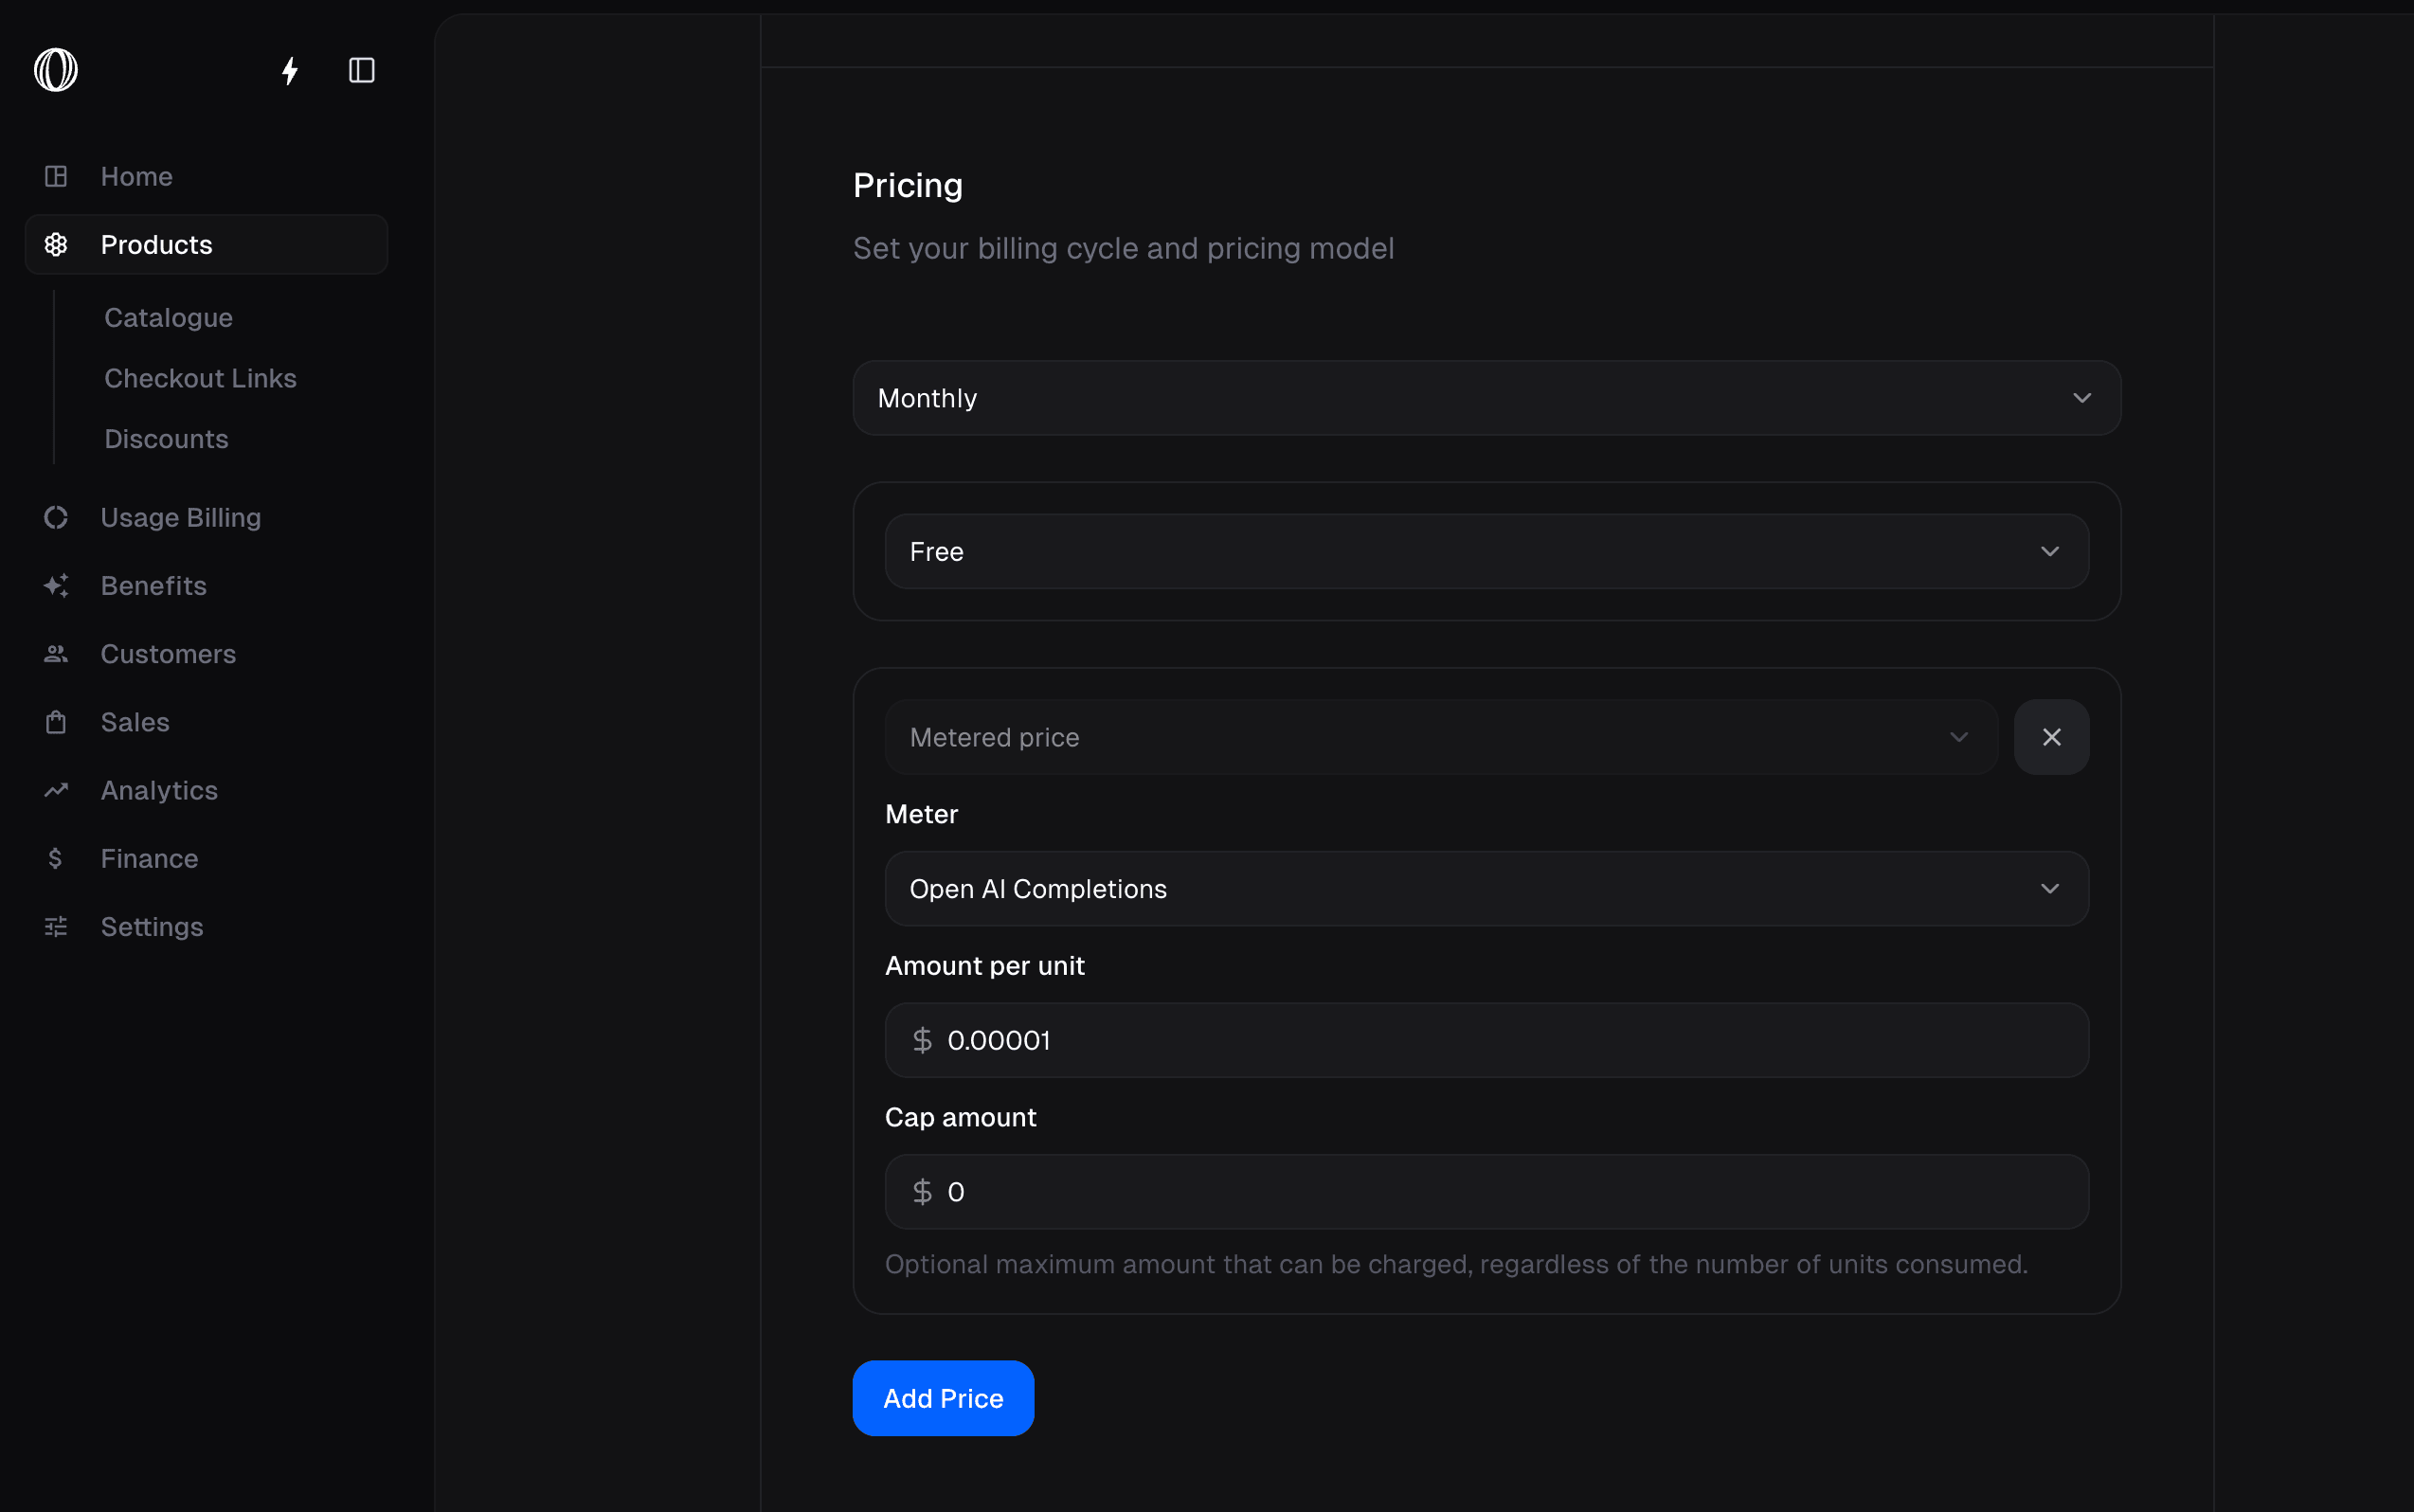 Home
Products
Catalogue
Checkout Links
Discounts
Usage Billing
Benefits
Customers
Sales
Analytics
Finance
Settings
Pricing
Set your billing cycle and pricing model
Monthly
Free
Metered price
Meter
Open AI Completions
Amount per unit
$ 0.00001
Cap amount
$ 0
Optional maximum amount that can be charged, regardless of the number of units consumed.
Add Price